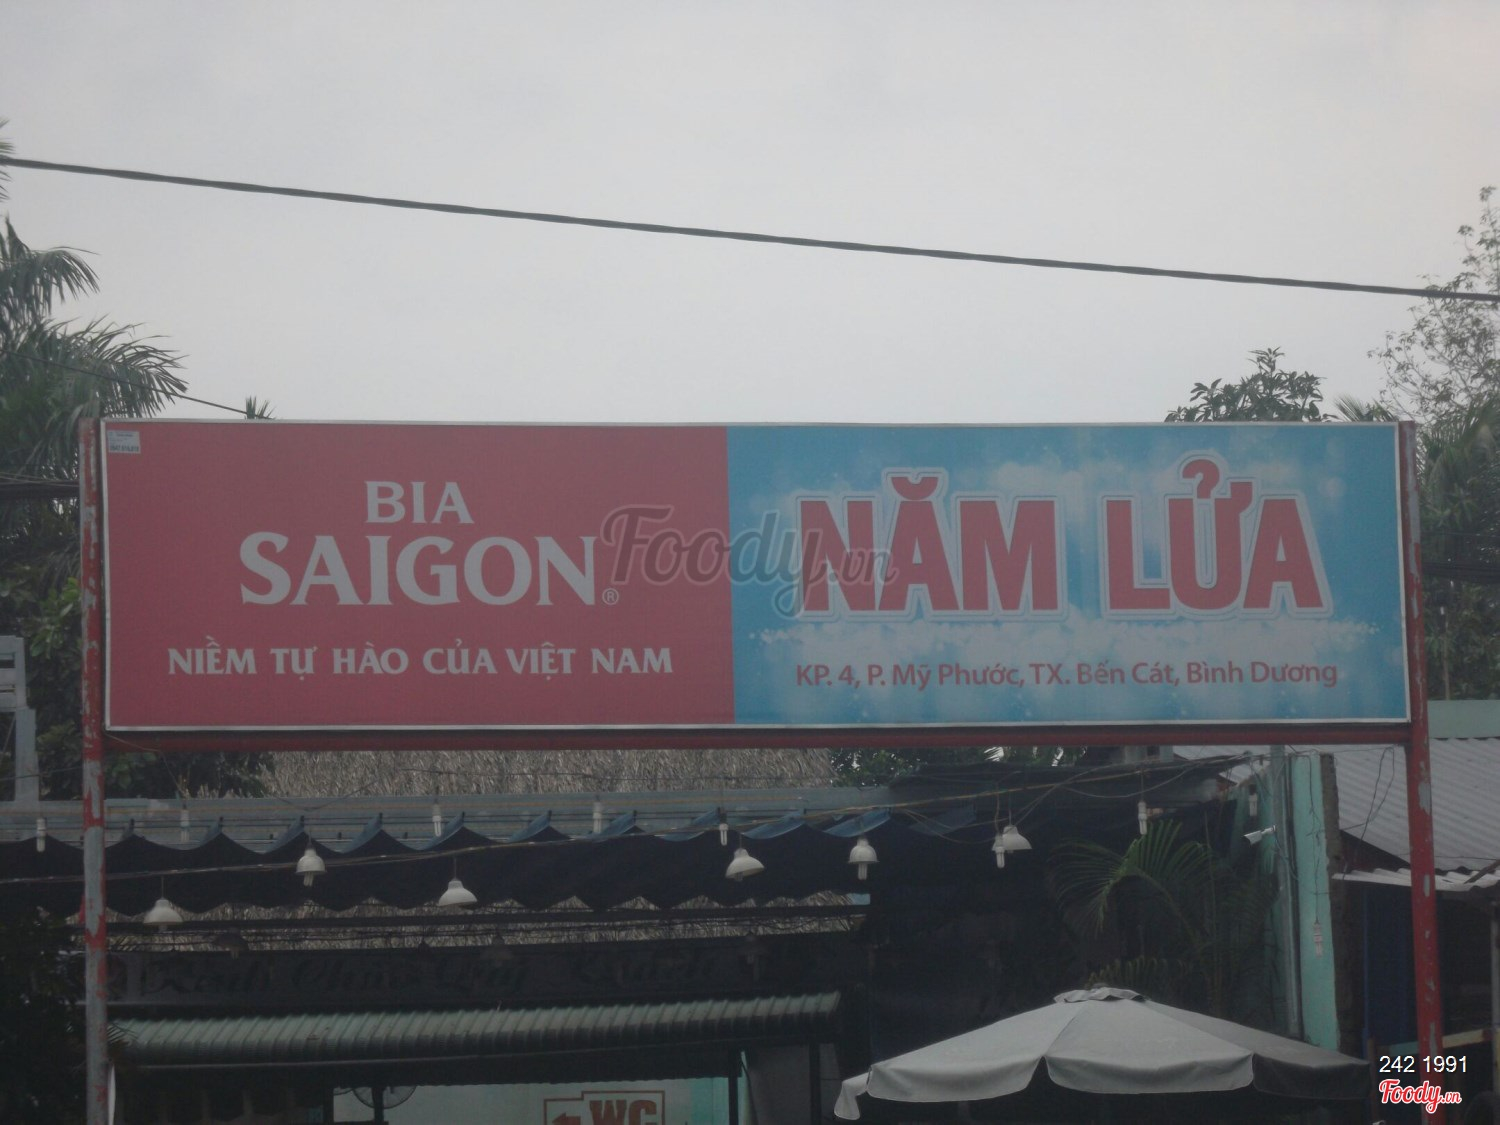 BIA
SAIGON®
NIỀM TỰ HÀO CỦA VIỆT NAM
NĂM LỬA
KP. 4, P. Mỹ Phước, TX. Bến Cát, Bình Dương
Foody.vn
WC
242 1991
Foody.vn